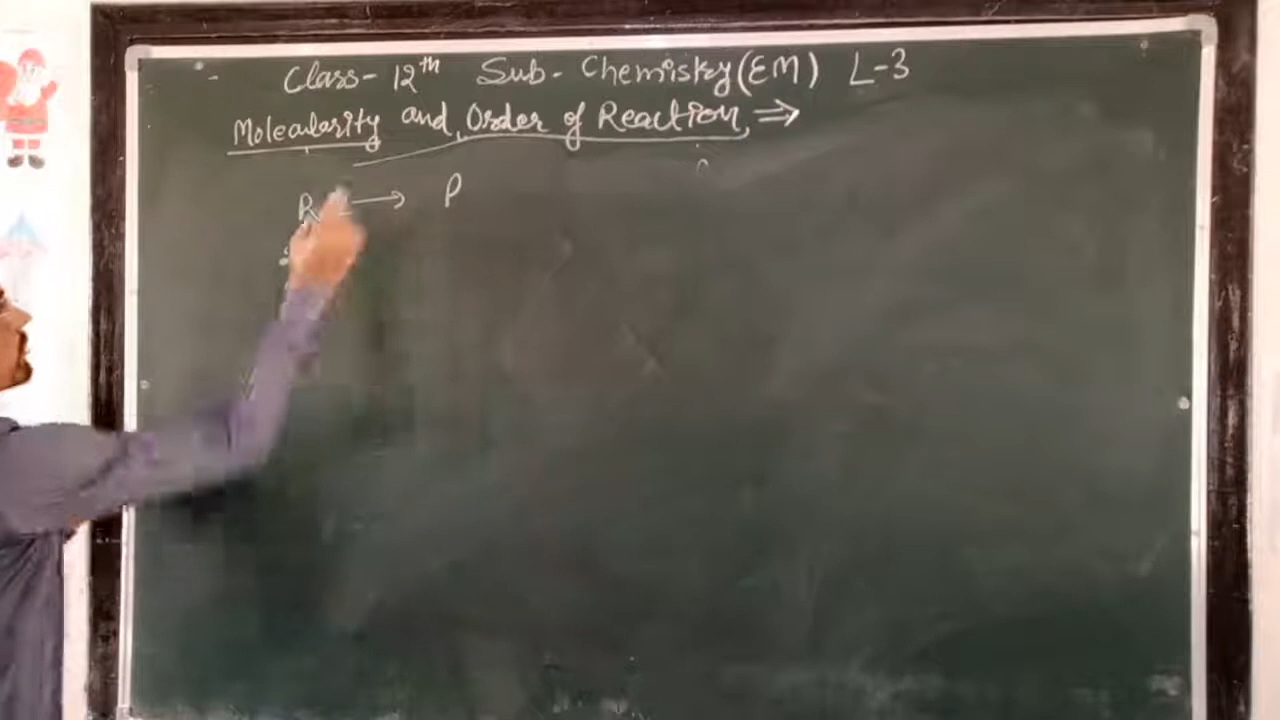 Class-12th Sub-Chemistry(EM) L-3
Molecularity and Order of Reaction, ⇒
R → P